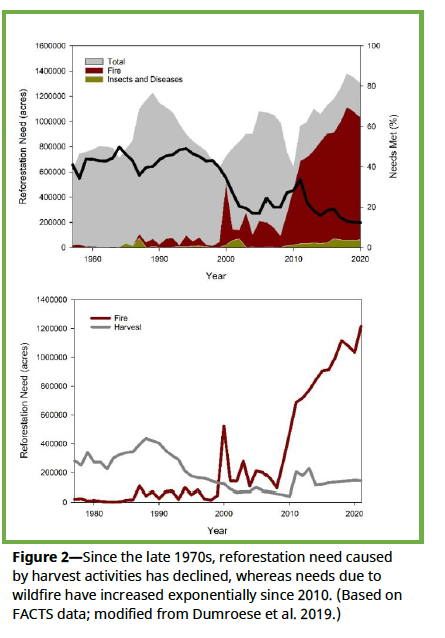 1600000
1400000
1200000
1000000
800000
600000
400000
200000
0
Reforestation Need (acres)
Total
Fire
Insects and Diseases
100
80
60
40
20
0
Needs Met (%)
1980
1990
2000
2010
2020
Year
1400000
1200000
1000000
800000
600000
400000
200000
0
Reforestation Need (acres)
Fire
Harvest
1980
1990
2000
2010
2020
Year
Figure 2—Since the late 1970s, reforestation need caused
by harvest activities has declined, whereas needs due to
wildfire have increased exponentially since 2010. (Based on
FACTS data; modified from Dumroese et al. 2019.)